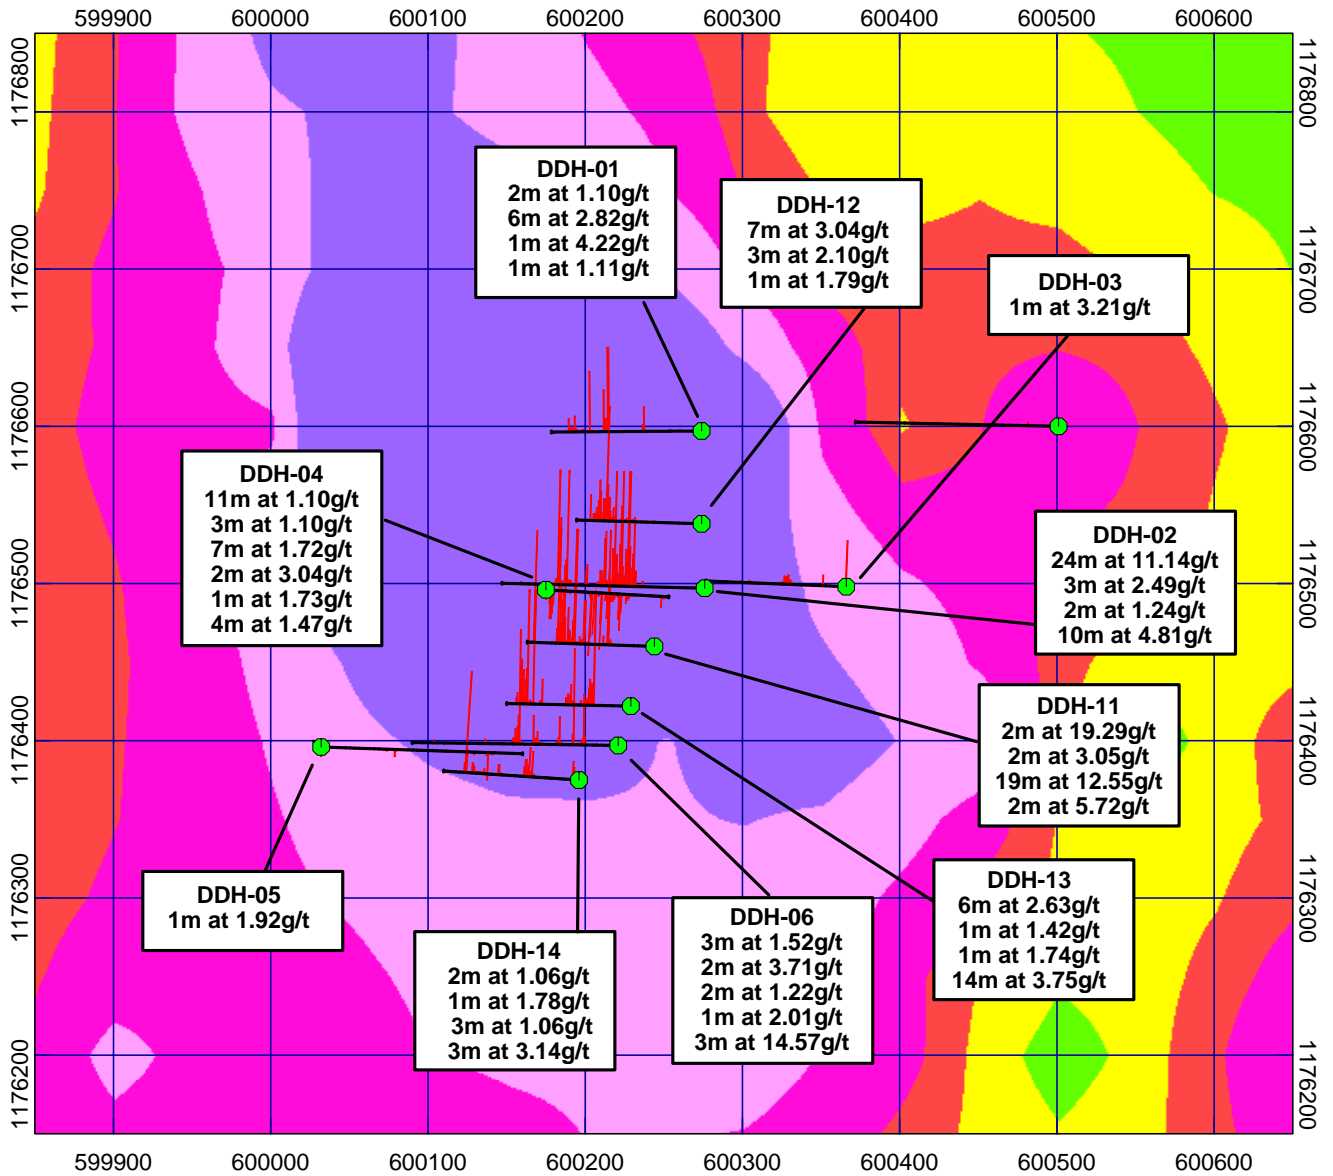 599900 600000 600100 600200 600300 600400 600500 600600
1176800
1176700
1176600
1176500
1176400
1176300
1176200
DDH-01
2m at 1.10g/t
6m at 2.82g/t
1m at 4.22g/t
1m at 1.11g/t
DDH-12
7m at 3.04g/t
3m at 2.10g/t
1m at 1.79g/t
DDH-03
1m at 3.21g/t
DDH-04
11m at 1.10g/t
3m at 1.10g/t
7m at 1.72g/t
2m at 3.04g/t
1m at 1.73g/t
4m at 1.47g/t
DDH-02
24m at 11.14g/t
3m at 2.49g/t
2m at 1.24g/t
10m at 4.81g/t
DDH-11
2m at 19.29g/t
2m at 3.05g/t
19m at 12.55g/t
2m at 5.72g/t
DDH-05
1m at 1.92g/t
DDH-14
2m at 1.06g/t
1m at 1.78g/t
3m at 1.06g/t
3m at 3.14g/t
DDH-06
3m at 1.52g/t
2m at 3.71g/t
2m at 1.22g/t
1m at 2.01g/t
3m at 14.57g/t
DDH-13
6m at 2.63g/t
1m at 1.42g/t
1m at 1.74g/t
14m at 3.75g/t
1176800
1176700
1176600
1176500
1176400
1176300
1176200
599900 600000 600100 600200 600300 600400 600500 600600